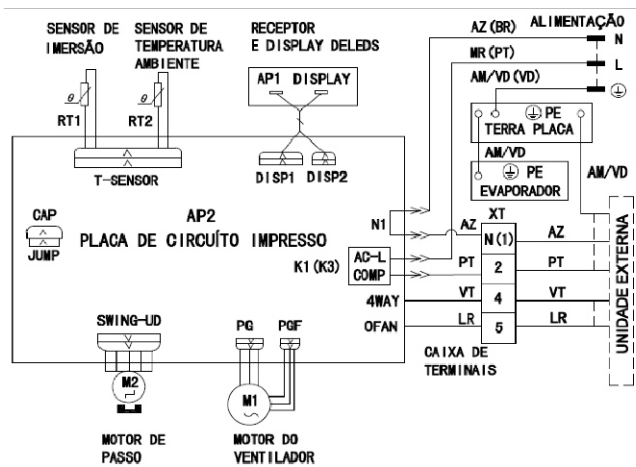 SENSOR DE
IMERSÃO
SENSOR DE
TEMPERATURA
AMBIENTE
RECEPTOR
E DISPLAY DELEDS
AZ(BR)
ALIMENTAÇÃO
N
MR(PT)
L
AM/VD(VD)
AP1 DISPLAY
θ
RT1
θ
RT2
PE
TERRA PLACA
AM/VD
PE
EVAPORADOR
AM/VD
T-SENSOR
DISP1
DISP2
XT
CAP
JUMP
AP2
PLACA DE CIRCUÍTO IMPRESSO
N1
AZ
N(1)
AZ
K1(K3)
AC-L
COMP
PT
2
PT
4WAY
VT
4
VT
OFAN
LR
5
LR
UNIDADE EXTERNA
SWING-UD
PG
PGF
CAIXA DE
TERMINAIS
M2
M1
MOTOR DE
PASSO
MOTOR DO
VENTILADOR